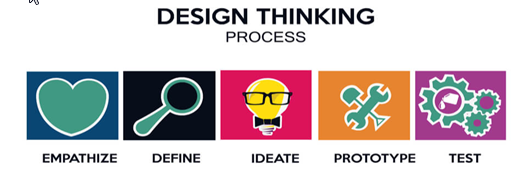 DESIGN THINKING
PROCESS
EMPATHIZE DEFINE IDEATE PROTOTYPE TEST